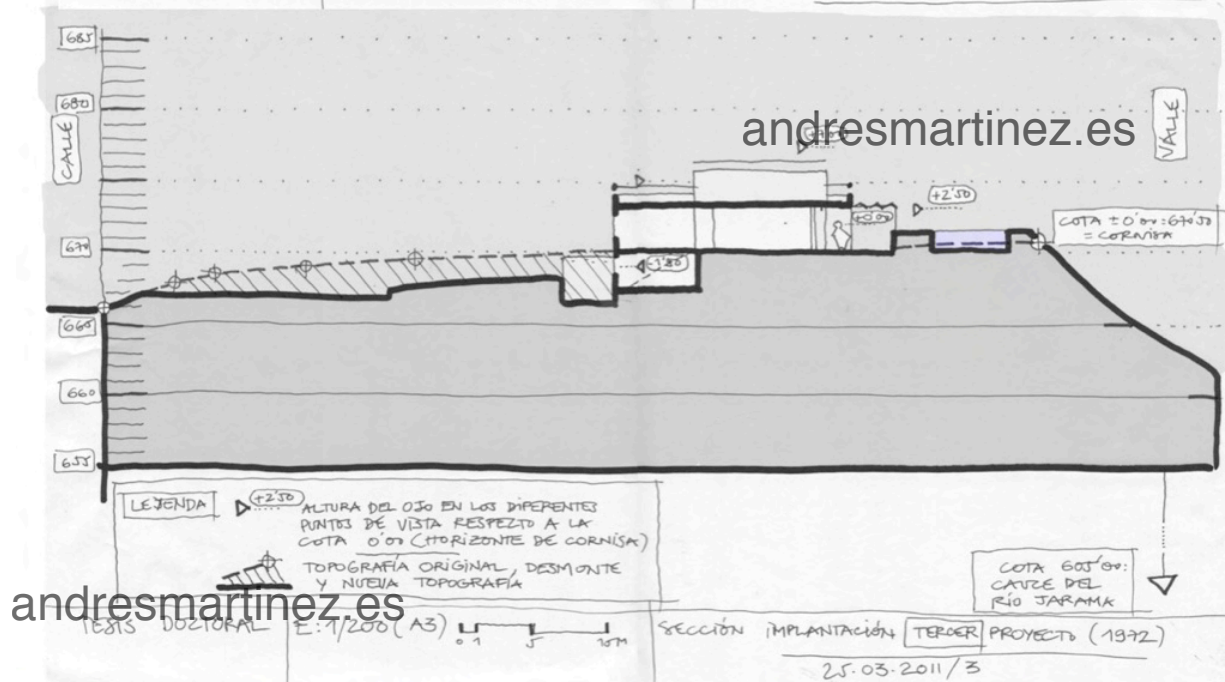 685
680
CALLE
andresmartinez.es
VALLE
+2'50
±0'00
COTA ±0'00: 670'50
= CORNISA
670
-1'80
665
660
655
LEYENDA
+2'50
ALTURA DEL OJO EN LOS DIFERENTES
PUNTOS DE VISTA RESPECTO A LA
COTA 0'00 (HORIZONTE DE CORNISA)
TOPOGRAFÍA ORIGINAL, DESMONTE
Y NUEVA TOPOGRAFÍA
COTA 605'00:
CAUCE DEL
RÍO JARAMA
andresmartinez.es
TESIS DOCTORAL
E: 1/200 (A3)
0 1 5 10M
SECCIÓN IMPLANTACIÓN TERCER PROYECTO (1972)
25.03.2011/3